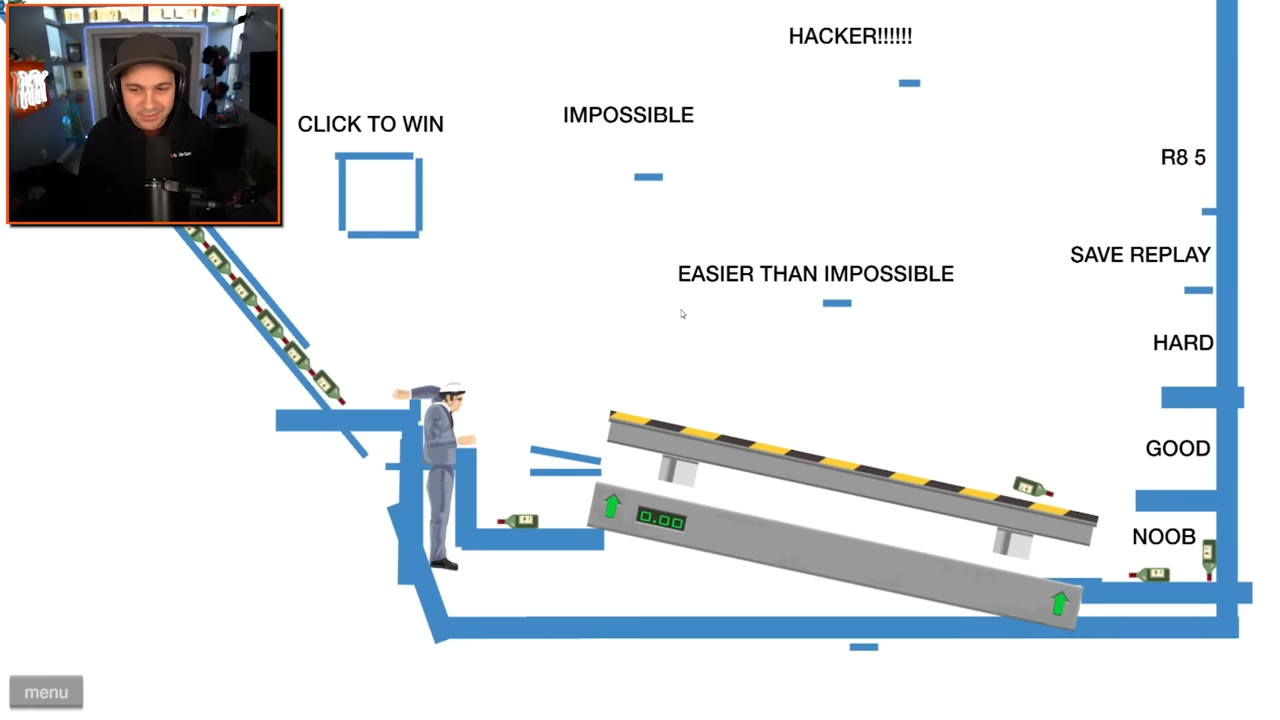 HACKER!!!!!!
IMPOSSIBLE
CLICK TO WIN
R8 5
SAVE REPLAY
EASIER THAN IMPOSSIBLE
HARD
GOOD
0.00
NOOB
menu